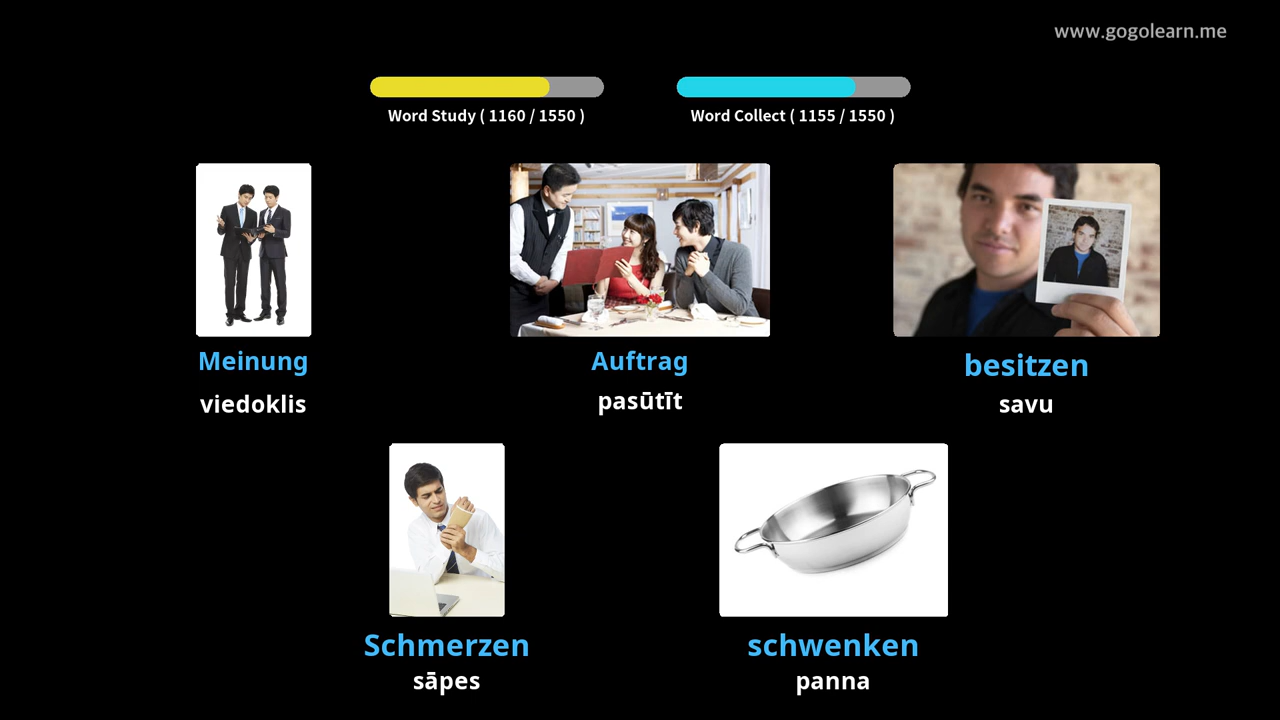 www.gogolearn.me
Word Study ( 1160 / 1550 )
Word Collect ( 1155 / 1550 )
Meinung
viedoklis
Auftrag
pasūtīt
besitzen
savu
Schmerzen
sāpes
schwenken
panna